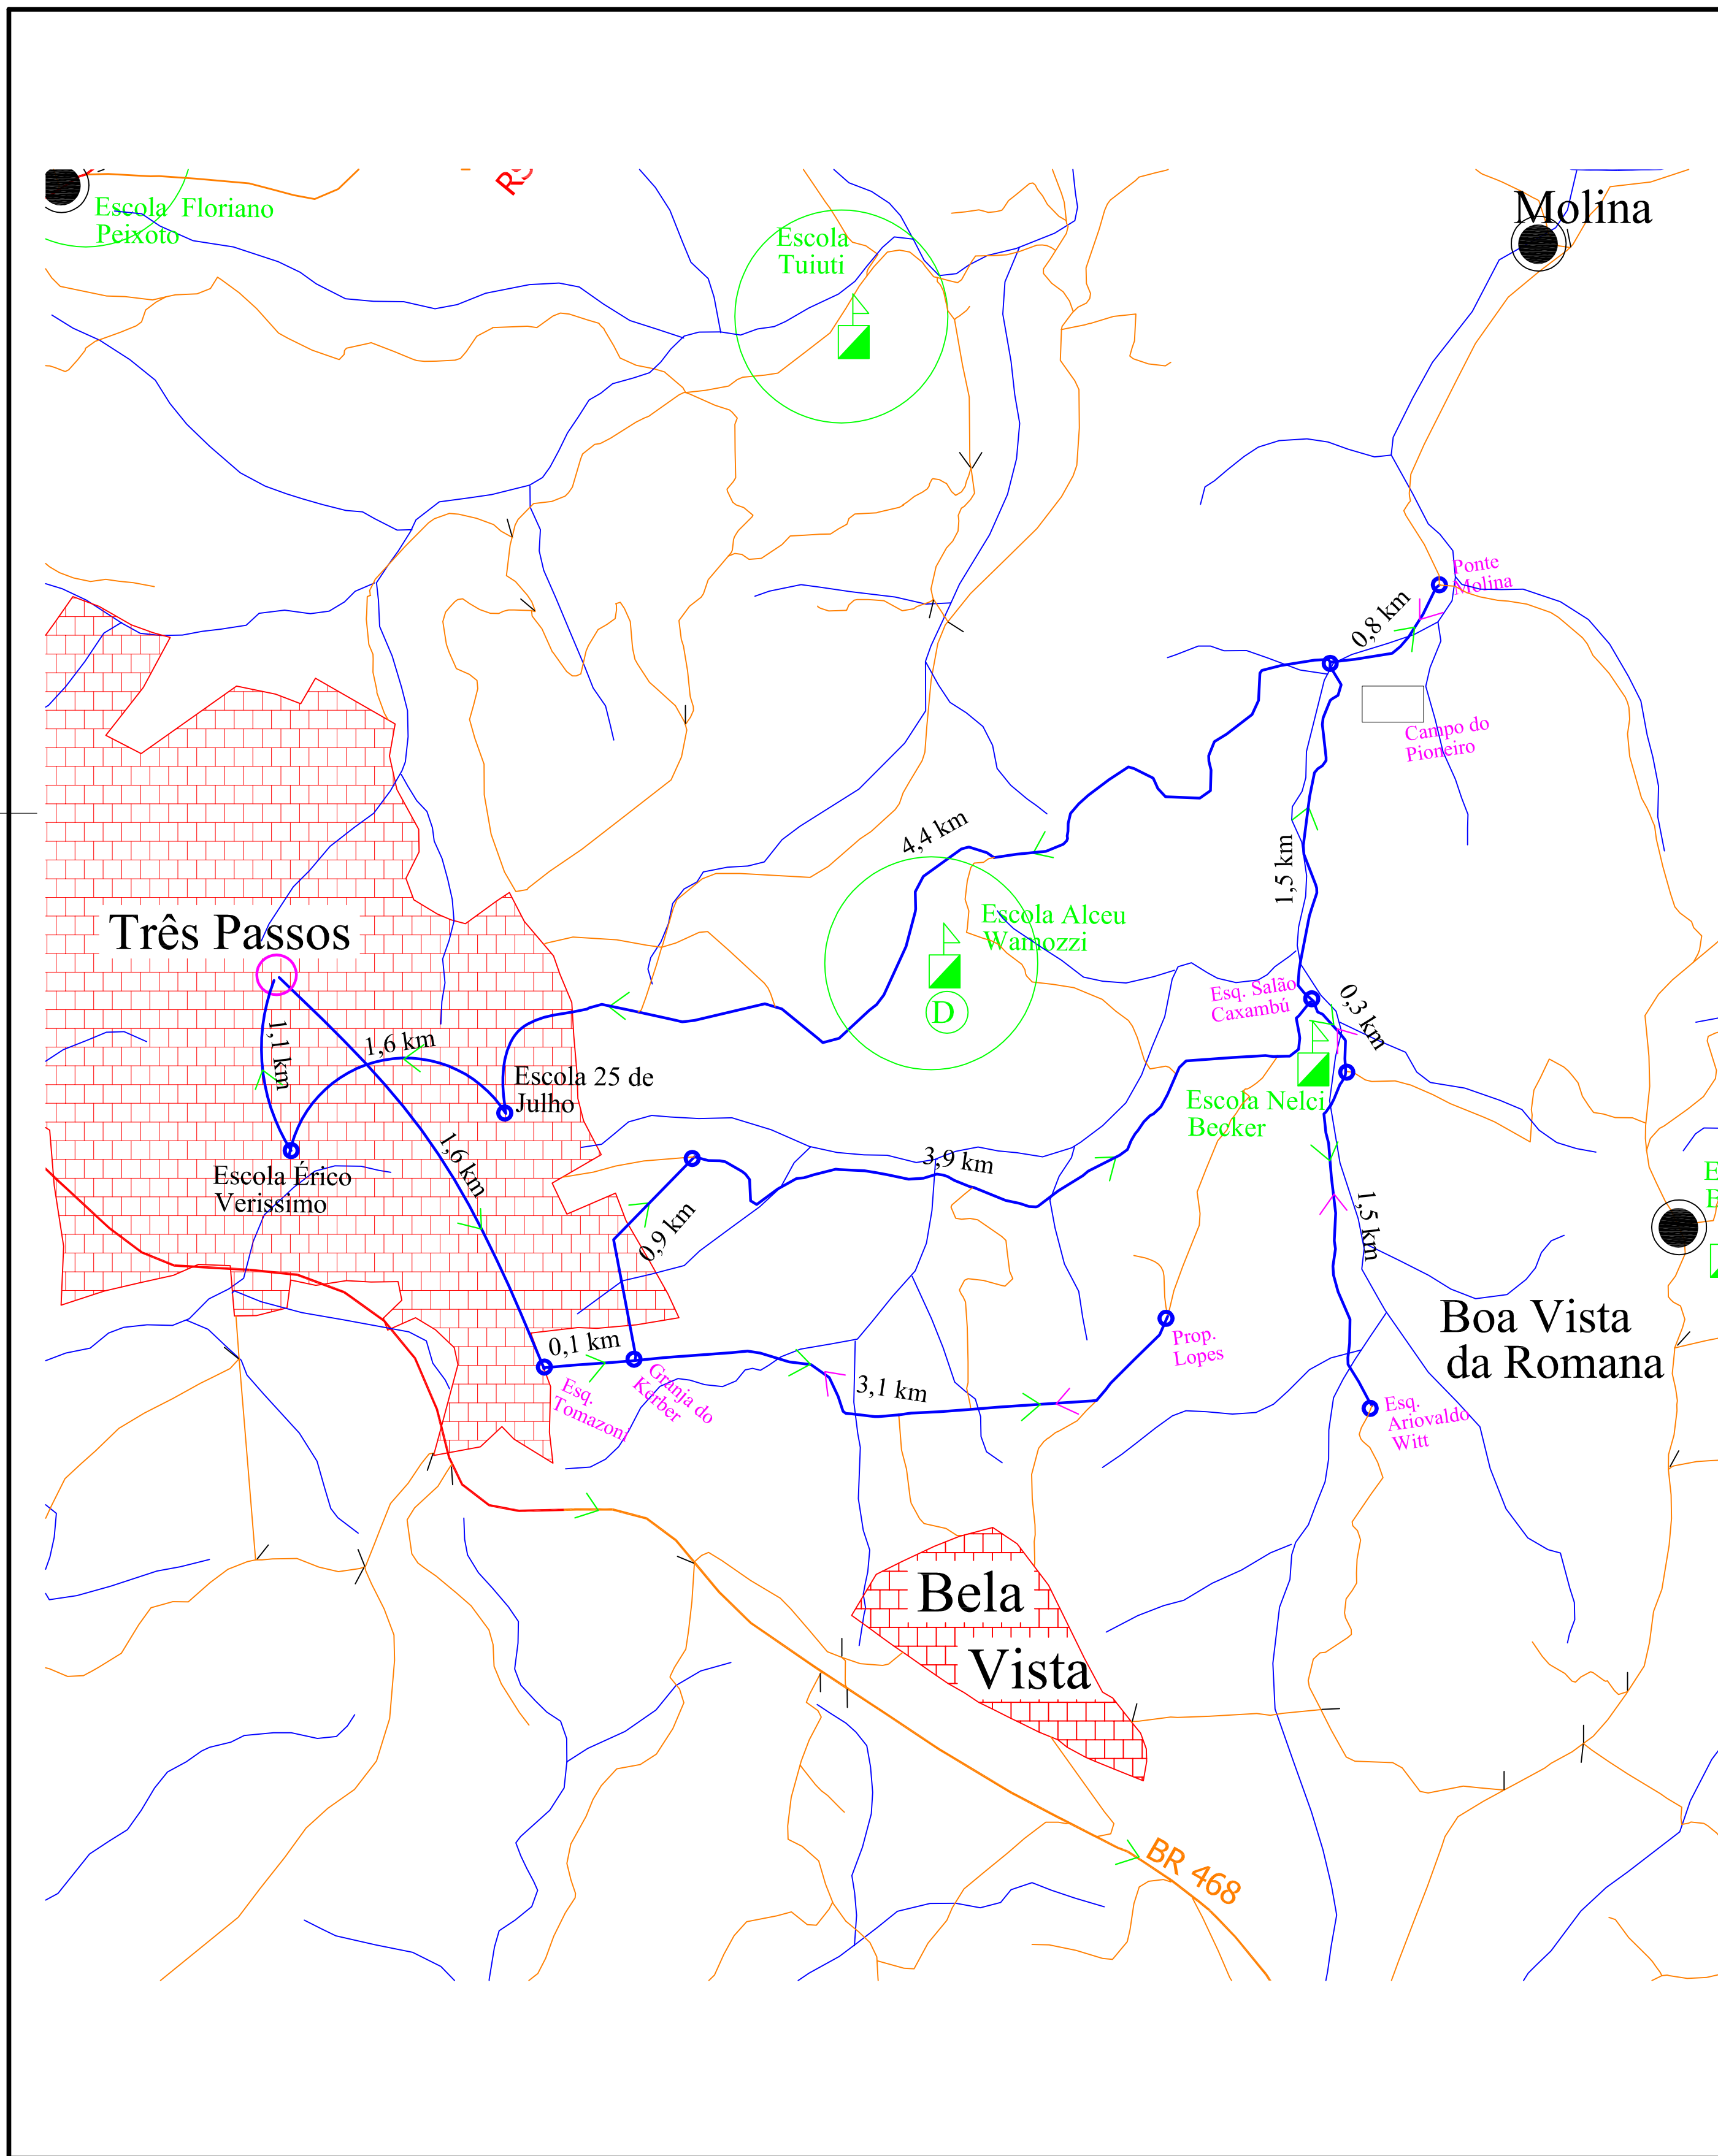 Escola Floriano
Peixoto
Escola
Tuiuti
Molina
Ponte
Molina
0,8 km
Campo do
Pioneiro
4,4 km
1,5 km
Escola Alceu
Wamozzi
D
Três Passos
Esq. Salão
Caxambú
0,3 km
1,1 km
1,6 km
Escola 25 de
Julho
Escola Nelci
Becker
Escola Érico
Verissimo
1,6 km
3,9 km
0,9 km
1,5 km
Boa Vista
da Romana
Prop.
Lopes
0,1 km
Esq.
Tomazoni
Granja do
Kerber
3,1 km
Esq.
Ariovaldo
Witt
Bela
Vista
BR 468